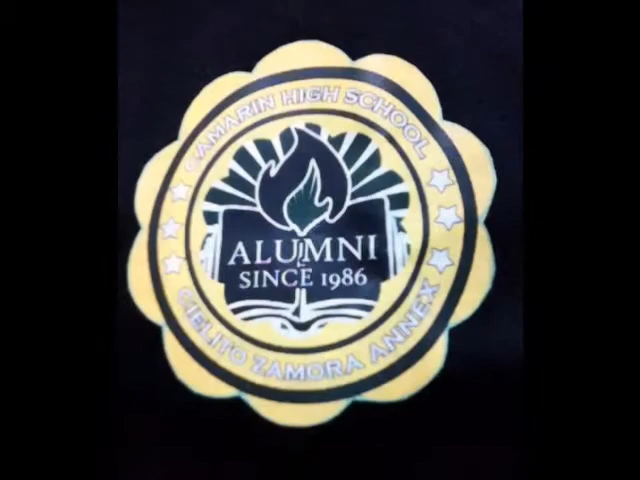 CAMARIN HIGH SCHOOL
ALUMNI
SINCE 1986
CIELITO ZAMORA ANNEX